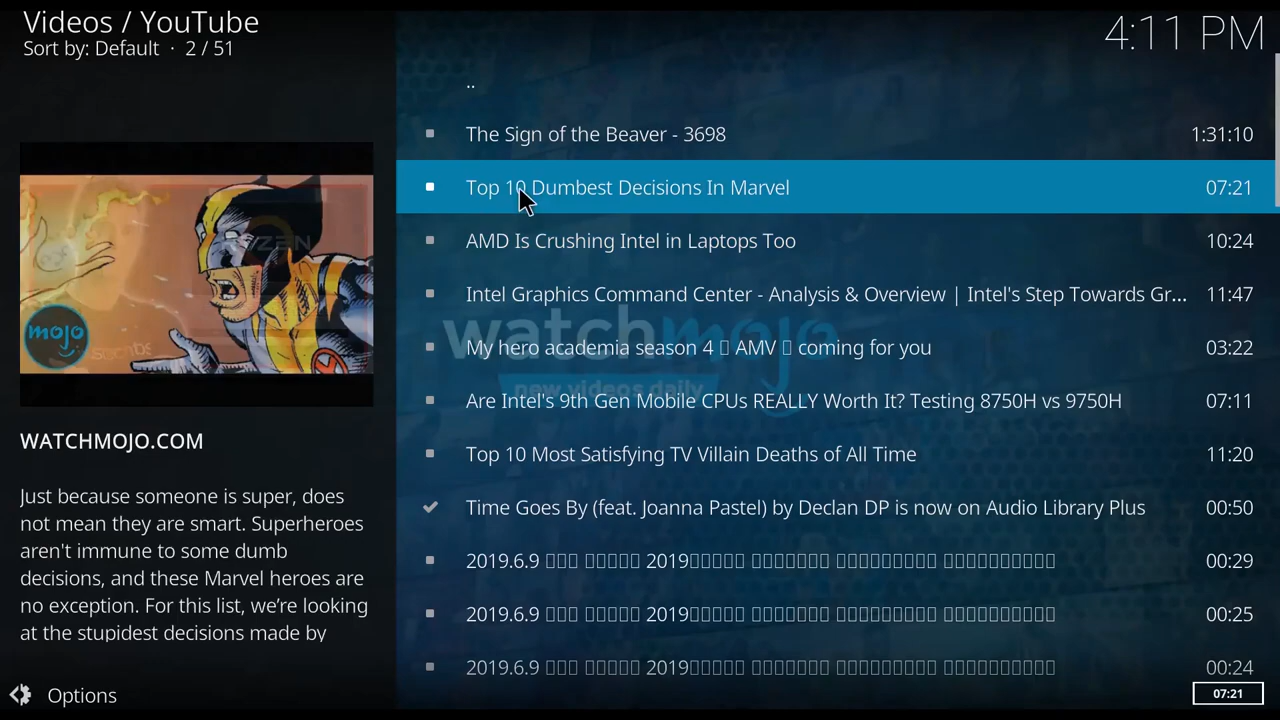 Videos / YouTube
Sort by: Default · 2 / 51
4:11 PM
..
The Sign of the Beaver - 3698 1:31:10
Top 10 Dumbest Decisions In Marvel 07:21
AMD Is Crushing Intel in Laptops Too 10:24
Intel Graphics Command Center - Analysis & Overview | Intel's Step Towards Gr... 11:47
watchmojo
My hero academia season 4 AMV coming for you 03:22
new videos daily
Are Intel's 9th Gen Mobile CPUs REALLY Worth It? Testing 8750H vs 9750H 07:11
Top 10 Most Satisfying TV Villain Deaths of All Time 11:20
Time Goes By (feat. Joanna Pastel) by Declan DP is now on Audio Library Plus 00:50
2019.6.9 2019 00:29
2019.6.9 2019 00:25
2019.6.9 2019 00:24
mojo
WATCHMOJO.COM
Just because someone is super, does
not mean they are smart. Superheroes
aren't immune to some dumb
decisions, and these Marvel heroes are
no exception. For this list, we’re looking
at the stupidest decisions made by
Options
07:21